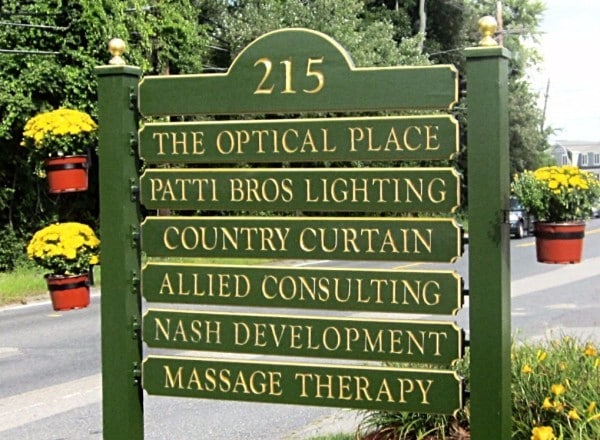 215
THE OPTICAL PLACE
PATTI BROS LIGHTING
COUNTRY CURTAIN
ALLIED CONSULTING
NASH DEVELOPMENT
MASSAGE THERAPY